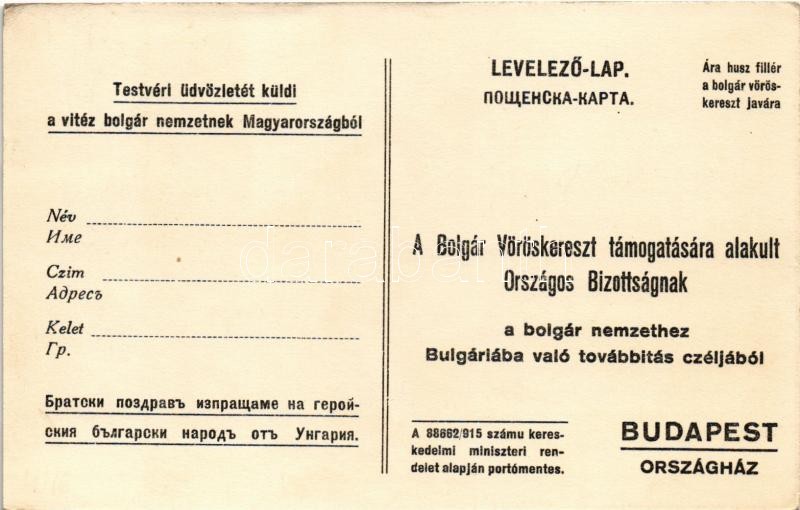 Testvéri üdvözletét küldi
a vitéz bolgár nemzetnek Magyarországból
Név
Име
Czim
Адресъ
Kelet
Гр.
Братски поздравъ изпращаме на герой-
ския български народъ отъ Унгария.
LEVELEZŐ-LAP.
ПОЩЕНСКА-КАРТА.
Ára husz fillér
a bolgár vörös-
kereszt javára
A Bolgár Vöröskereszt támogatására alakult
Országos Bizottságnak
a bolgár nemzethez
Bulgáriába való továbbitás czéljából
A 88662/915 számu keres-
kedelmi miniszteri ren-
delet alapján portómentes.
BUDAPEST
ORSZÁGHÁZ